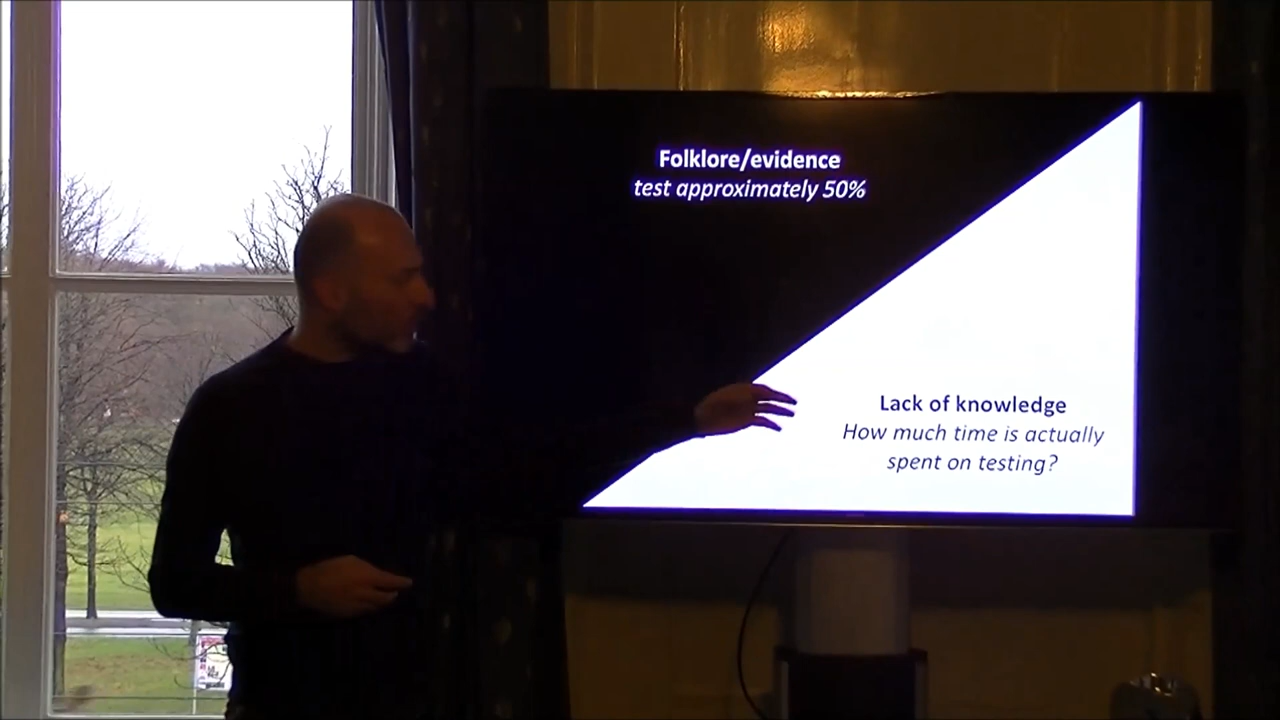 Folklore/evidence
test approximately 50%
Lack of knowledge
How much time is actually
spent on testing?